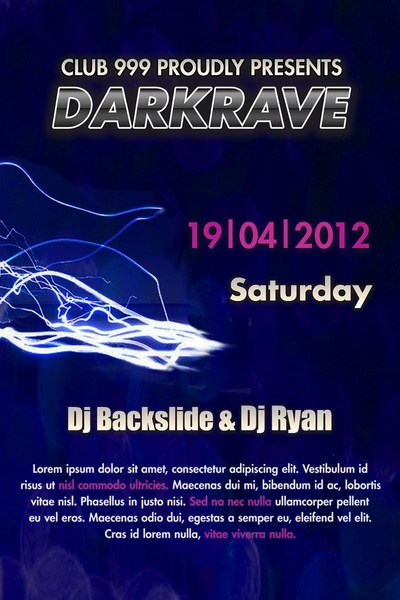 CLUB 999 PROUDLY PRESENTS
DARKRAVE
19|04|2012
Saturday
Dj Backslide & Dj Ryan
Lorem ipsum dolor sit amet, consectetur adipiscing elit. Vestibulum id
risus ut nisl commodo ultricies. Maecenas dui mi, bibendum id ac, lobortis
vitae nisl. Phasellus in justo nisi. Sed na nec nulla ullamcorper pellent
eu vel eros. Maecenas odio dui, egestas a semper eu, eleifend vel elit.
Cras id lorem nulla, vitae viverra nulla.